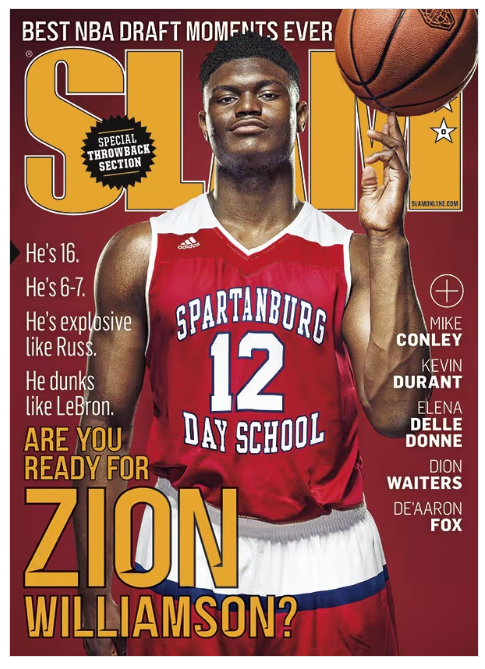 BEST NBA DRAFT MOMENTS EVER
SLAM
®
SPECIAL
THROWBACK
SECTION
SLAMONLINE.COM
adidas
He's 16.
He's 6-7.
He's explosive
like Russ.
He dunks
like LeBron.
ARE YOU
READY FOR
ZION
WILLIAMSON?
SPARTANBURG
12
DAY SCHOOL
MIKE
CONLEY
KEVIN
DURANT
ELENA
DELLE
DONNE
DION
WAITERS
DE'AARON
FOX